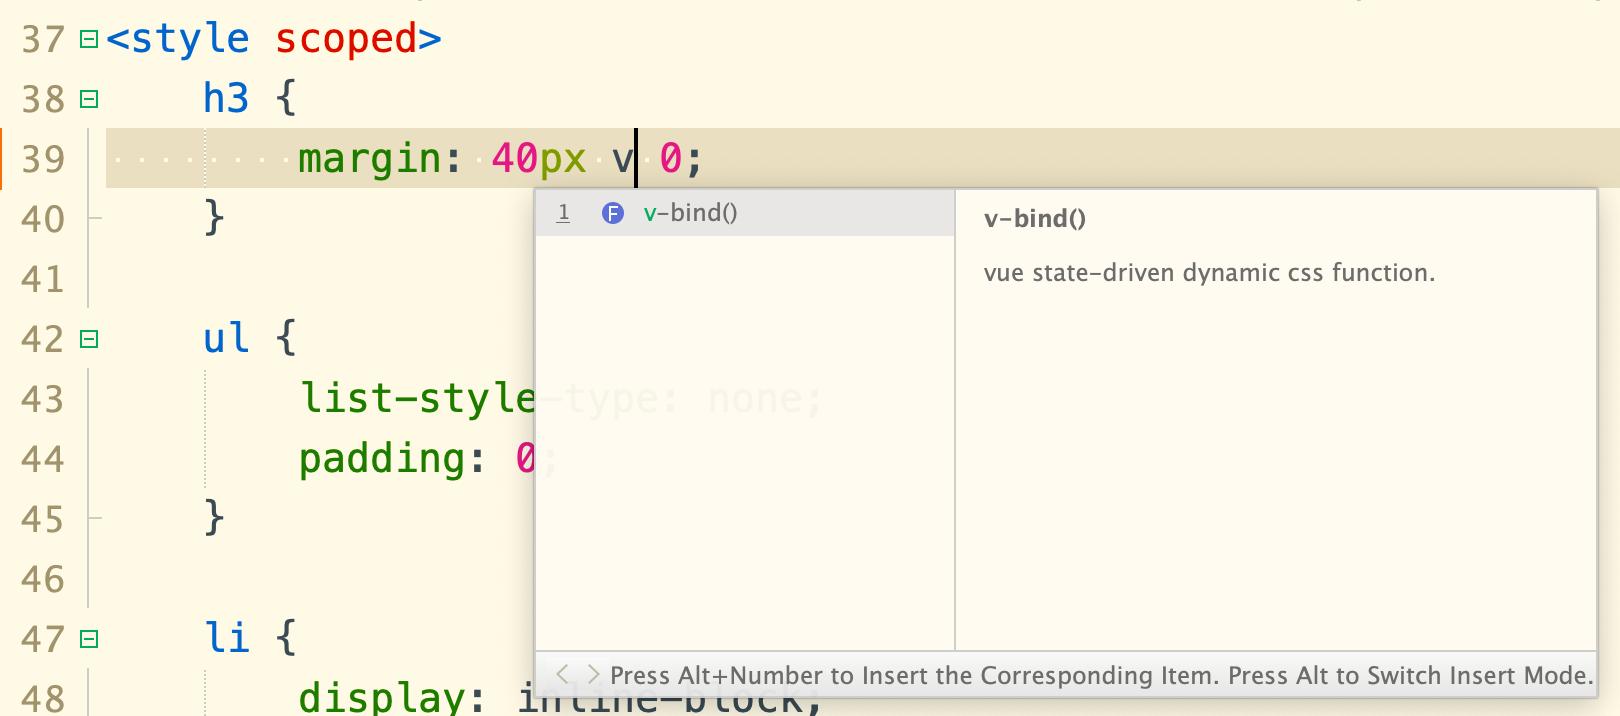 37 <style scoped>
38 h3 {
39 margin: 40px v 0;
1 F v-bind()
v-bind()
vue state-driven dynamic css function.
40 }
41
42 ul {
43 list-style-type: none;
44 padding: 0;
45 }
46
47 li {
< > Press Alt+Number to Insert the Corresponding Item. Press Alt to Switch Insert Mode.
48 display: inline-block;